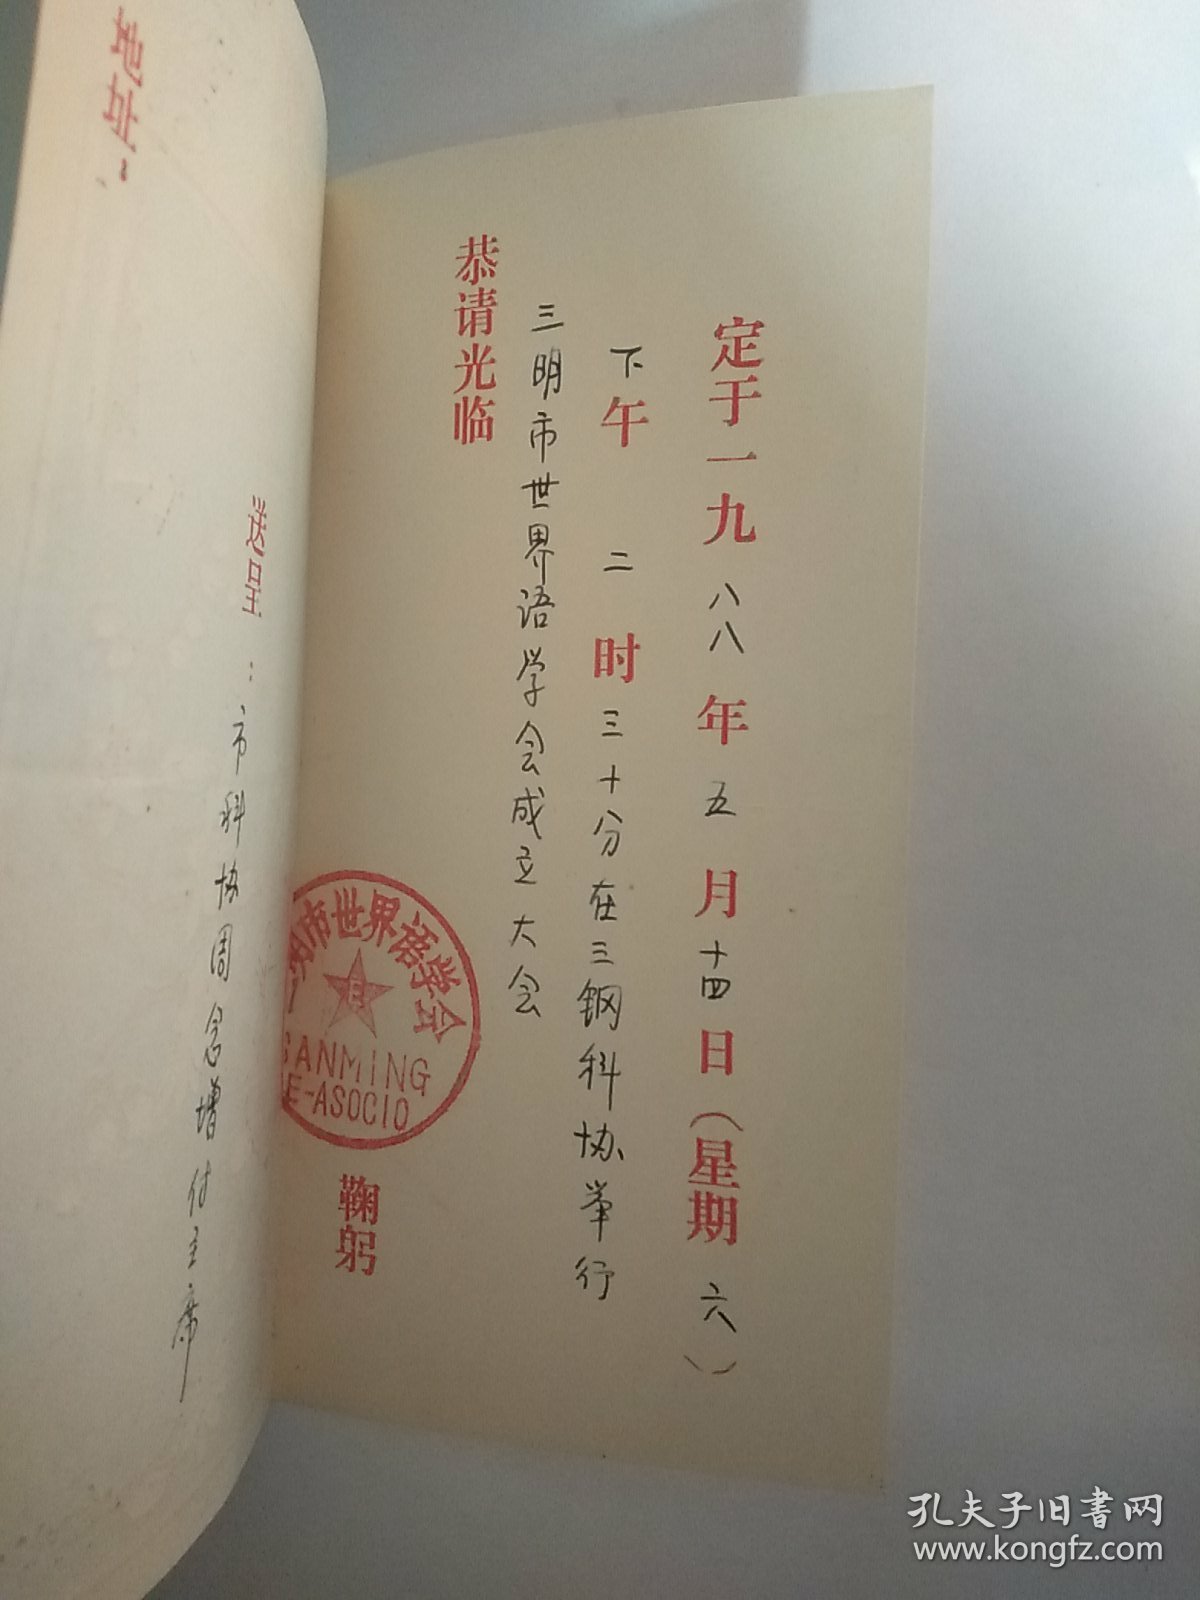 定于一九八八年五月十四日(星期六)
下午二时三十分在三钢科协举行
三明市世界语学会成立大会
恭请光临
明市世界语学会
SANMING
E-ASOCIO
鞠躬
送呈:市科协周念增付主席
地址:
孔夫子旧书网
www.kongfz.com